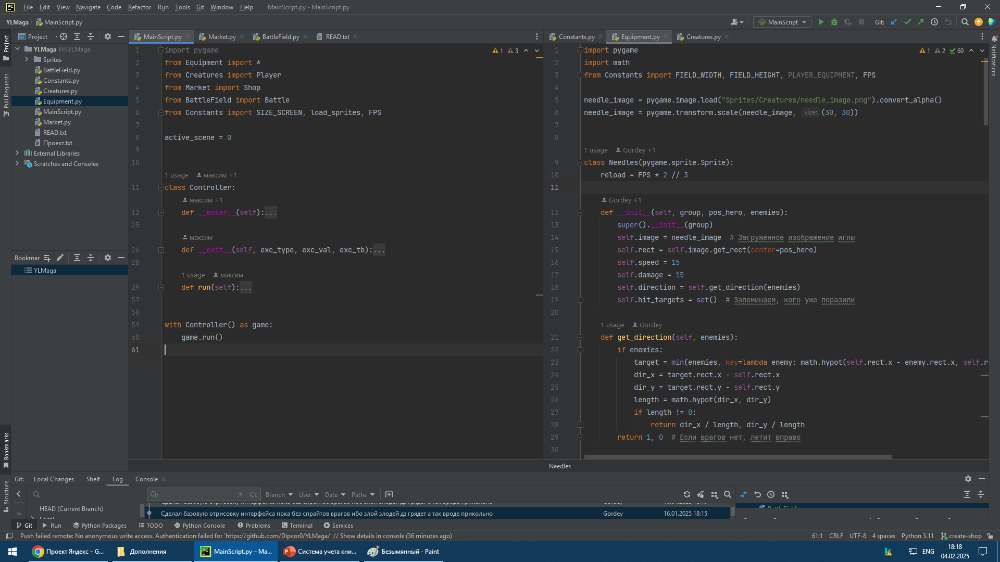 File Edit View Navigate Code Refactor Run Tools Git Window Help MainScript.py - MainScript.py
YLMaga MainScript.py MainScript Git:
Project
MainScript.py Market.py BattleField.py READ.txt
Constants.py Equipment.py Creatures.py
Project
Pull Requests
Bookmarks
Structure
Notifications
YLMaga H:\YLMaga
Sprites
BattleField.py
Constants.py
Creatures.py
Equipment.py
MainScript.py
Market.py
READ.txt
Проект.txt
External Libraries
Scratches and Consoles
Bookmar
YLMaga
1 import pygame 1 3
2 from Equipment import *
3 from Creatures import Player
4 from Market import Shop
5 from BattleField import Battle
6 from Constants import SIZE_SCREEN, load_sprites, FPS
7
8 active_scene = 0
9
10
1 usage максим +1
11 class Controller:
максим +1
12 def __enter__(self):...
25
максим
26 def __exit__(self, exc_type, exc_val, exc_tb):...
28
1 usage максим
29 def run(self):...
57
58
59 with Controller() as game:
60 game.run()
61
1 import pygame 1 2 60
2 import math
3 from Constants import FIELD_WIDTH, FIELD_HEIGHT, PLAYER_EQUIPMENT, FPS
4
5 needle_image = pygame.image.load("Sprites/Creatures/needle_image.png").convert_alpha()
6 needle_image = pygame.transform.scale(needle_image, size: (30, 30))
7
8
1 usage Gordey +1
9 class Needles(pygame.sprite.Sprite):
10 reload = FPS * 2 // 3
11
Gordey +1
12 def __init__(self, group, pos_hero, enemies):
13 super().__init__(group)
14 self.image = needle_image # Загруженное изображение иглы
15 self.rect = self.image.get_rect(center=pos_hero)
16 self.speed = 15
17 self.damage = 15
18 self.direction = self.get_direction(enemies)
19 self.hit_targets = set() # Запоминаем, кого уже поразили
20
1 usage Gordey
21 def get_direction(self, enemies):
22 if enemies:
23 target = min(enemies, key=lambda enemy: math.hypot(self.rect.x - enemy.rect.x, self.r
24 dir_x = target.rect.x - self.rect.x
25 dir_y = target.rect.y - self.rect.y
26 length = math.hypot(dir_x, dir_y)
27 if length != 0:
28 return dir_x / length, dir_y / length
29 return 1, 0 # Если врагов нет, летит вправо
30
Needles
Git: Local Changes Shelf Log Console
.* Cc Branch User Date Paths
HEAD (Current Branch)
Local
Сделал базовую отрисовку интерфейса пока без спрайтов врагов ибо злой злодей дз грядет а так вроде прикольно Gordey 16.01.2025 18:15
Git Run Python Packages TODO Python Console Problems Terminal Services
Push failed remote: No anonymous write access. Authentication failed for 'https://github.com/Dipcor0/YLMaga/' // Show details in console (36 minutes ago) 61:1 CRLF UTF-8 4 spaces Python 3.11 create-shop
Проект Яндекс – G... Дополнения MainScript.py – Ma... Система учета кни... Безымянный - Paint ENG 18:18
04.02.2025